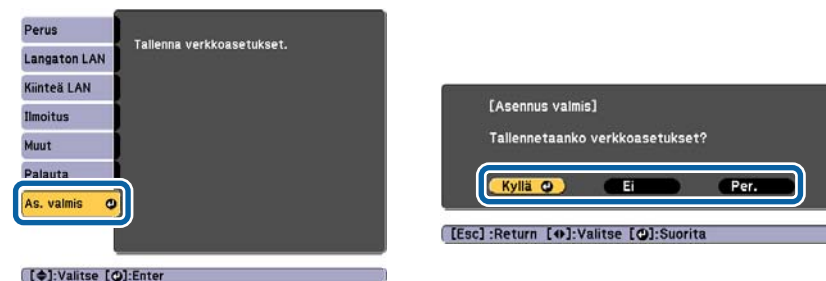 Perus
Langaton LAN
Kiinteä LAN
Ilmoitus
Muut
Palauta
As. valmis
Tallenna verkkoasetukset.
[ ]:Valitse [ ]:Enter
[Asennus valmis]
Tallennetaanko verkkoasetukset?
Kyllä Ei Per.
[Esc] :Return [ ]:Valitse [ ]:Suorita